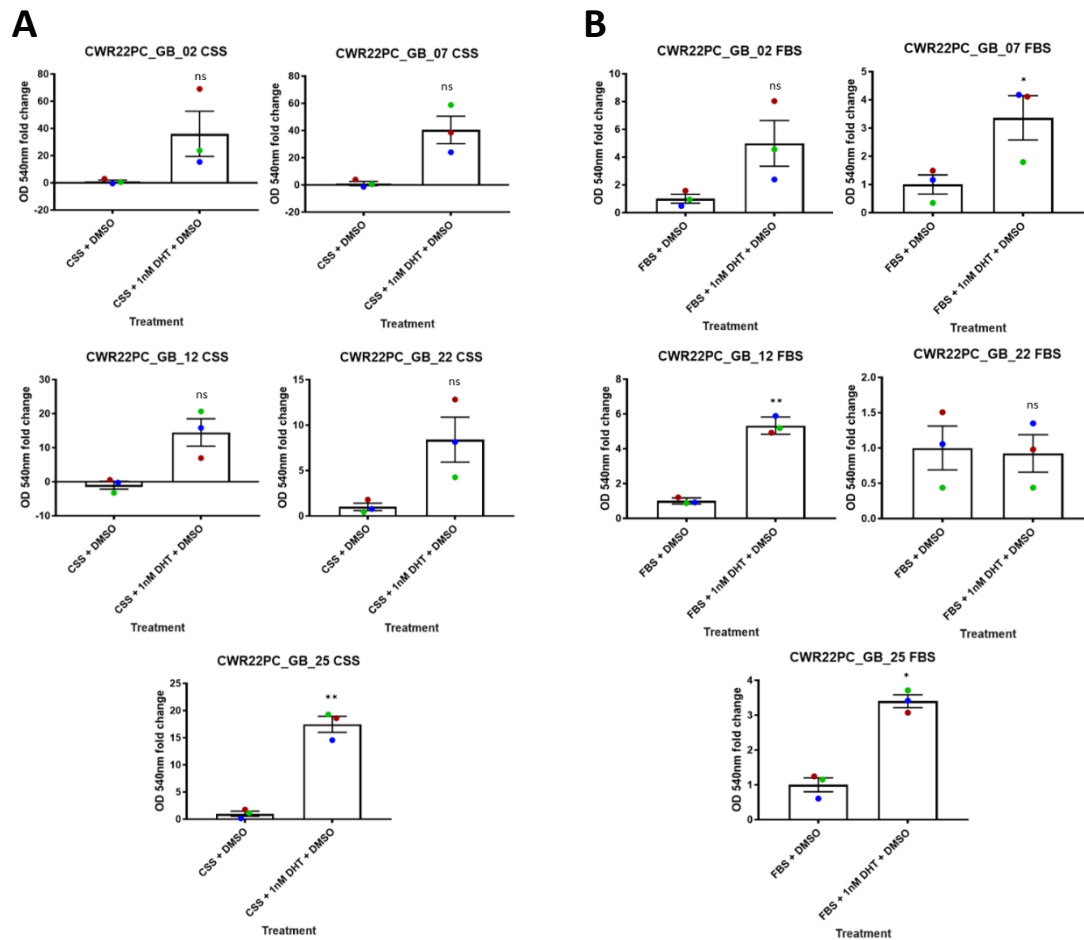 A
CWR22PC_GB_02 CSS
OD 540nm fold change
80
60
40
20
0
-20
ns
CSS + DMSO
CSS + 1nM DHT + DMSO
Treatment
CWR22PC_GB_07 CSS
OD 540nm fold change
80
60
40
20
0
-20
ns
CSS + DMSO
CSS + 1nM DHT + DMSO
Treatment
CWR22PC_GB_12 CSS
OD 540nm fold change
30
20
10
0
-10
ns
CSS + DMSO
CSS + 1nM DHT + DMSO
Treatment
CWR22PC_GB_22 CSS
OD 540nm fold change
15
10
5
0
ns
CSS + DMSO
CSS + 1nM DHT + DMSO
Treatment
CWR22PC_GB_25 CSS
OD 540nm fold change
25
20
15
10
5
0
**
CSS + DMSO
CSS + 1nM DHT + DMSO
Treatment
B
CWR22PC_GB_02 FBS
OD 540nm fold change
10
8
6
4
2
0
ns
FBS + DMSO
FBS + 1nM DHT + DMSO
Treatment
CWR22PC_GB_07 FBS
OD 540nm fold change
5
4
3
2
1
0
*
FBS + DMSO
FBS + 1nM DHT + DMSO
Treatment
CWR22PC_GB_12 FBS
OD 540nm fold change
8
6
4
2
0
**
FBS + DMSO
FBS + 1nM DHT + DMSO
Treatment
CWR22PC_GB_22 FBS
OD 540nm fold change
2.0
1.5
1.0
0.5
0.0
ns
FBS + DMSO
FBS + 1nM DHT + DMSO
Treatment
CWR22PC_GB_25 FBS
OD 540nm fold change
4
3
2
1
0
*
FBS + DMSO
FBS + 1nM DHT + DMSO
Treatment